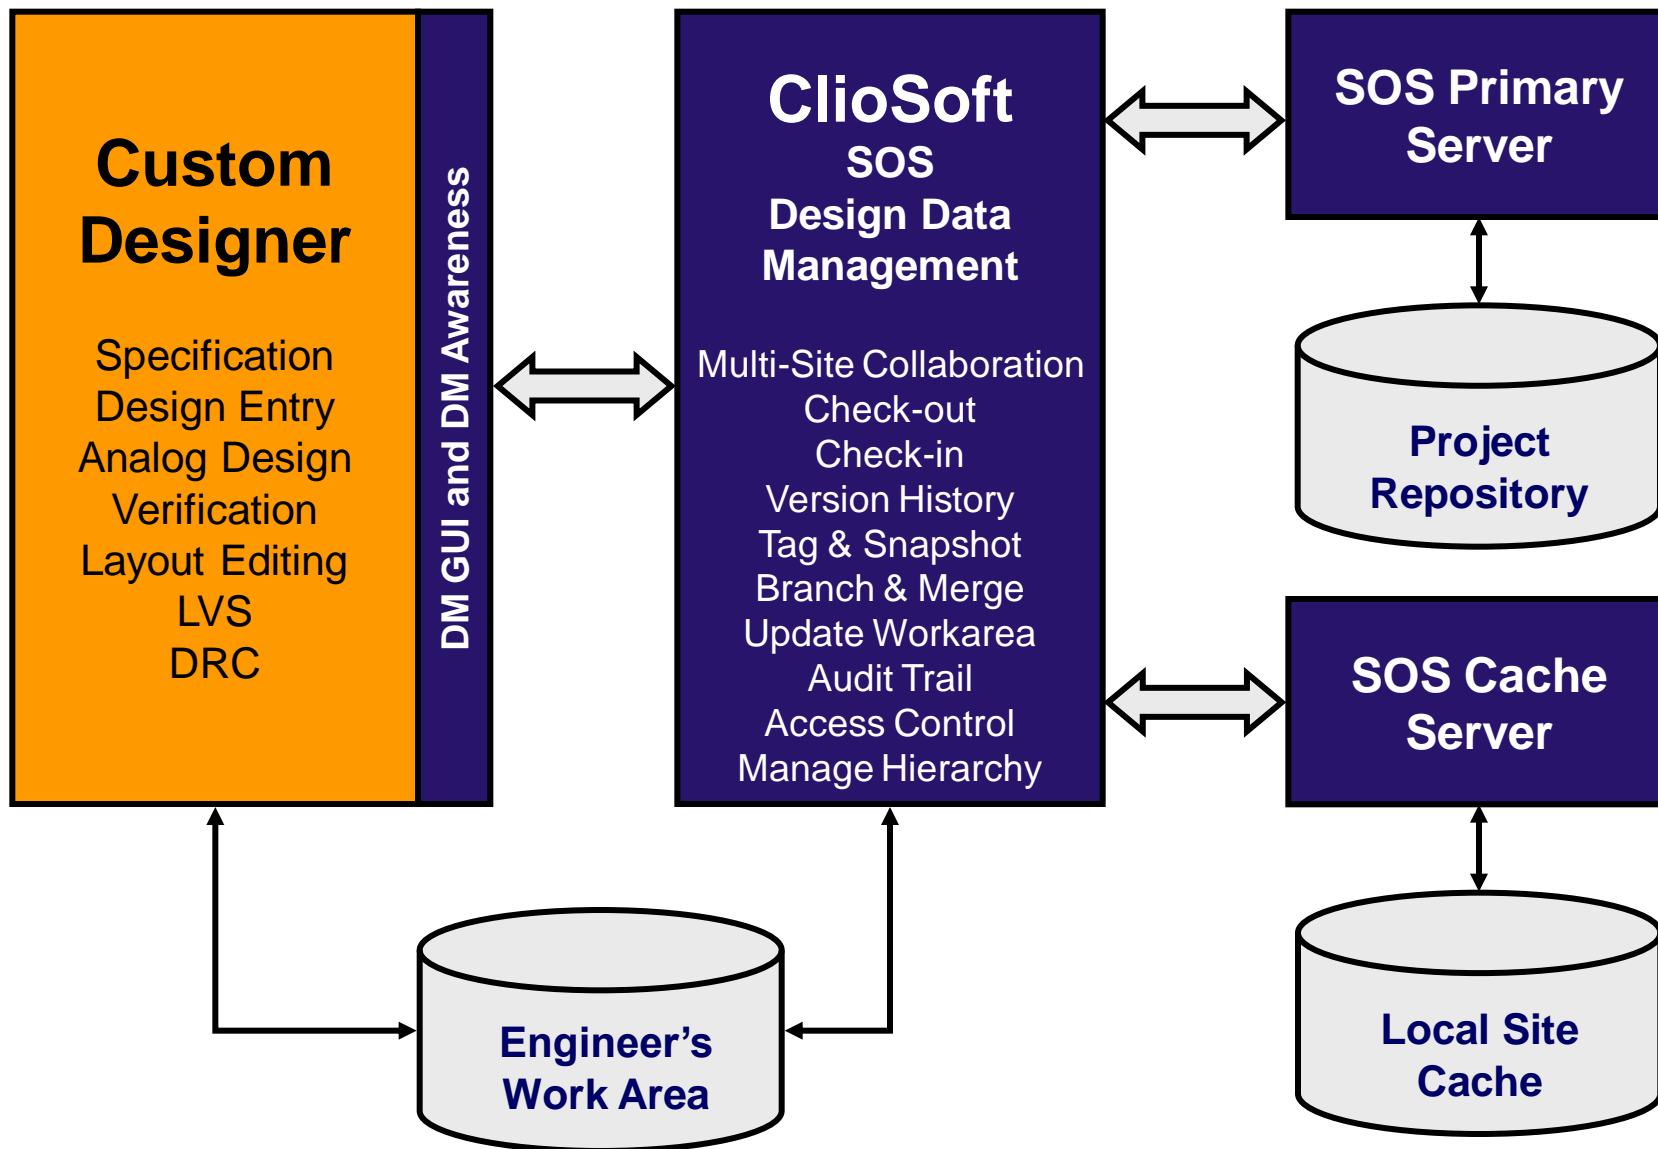 Custom
Designer
Specification
Design Entry
Analog Design
Verification
Layout Editing
LVS
DRC
DM GUI and DM Awareness
ClioSoft
SOS
Design Data
Management
Multi-Site Collaboration
Check-out
Check-in
Version History
Tag & Snapshot
Branch & Merge
Update Workarea
Audit Trail
Access Control
Manage Hierarchy
SOS Primary
Server
Project
Repository
SOS Cache
Server
Local Site
Cache
Engineer’s
Work Area